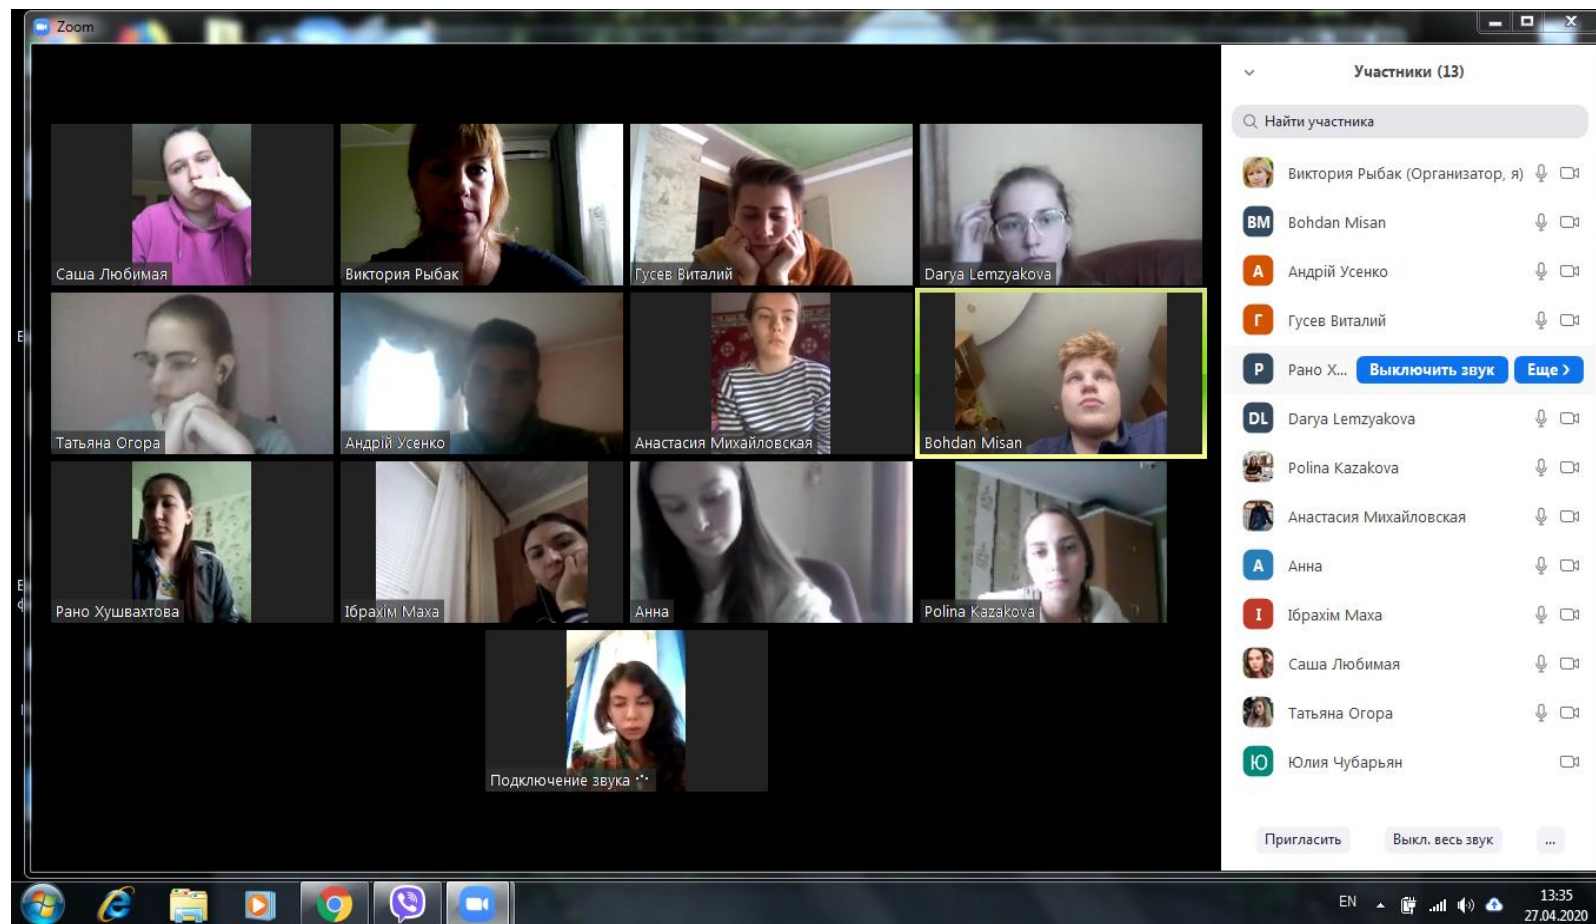 Zoom
Саша Любимая
Виктория Рыбак
Гусев Виталий
Darya Lemzyakova
Татьяна Огора
Андрій Усенко
Анастасия Михайловская
Bohdan Misan
Рано Хушвахтова
Ібрахім Маха
Анна
Polina Kazakova
Подключение звука
Участники (13)
Найти участника
Виктория Рыбак (Организатор, я)
BM Bohdan Misan
А Андрій Усенко
Г Гусев Виталий
Р Рано Х... Выключить звук Еще >
DL Darya Lemzyakova
Polina Kazakova
Анастасия Михайловская
А Анна
І Ібрахім Маха
Саша Любимая
Татьяна Огора
Ю Юлия Чубарьян
Пригласить Выкл. весь звук ...
EN 13:35
27.04.2020